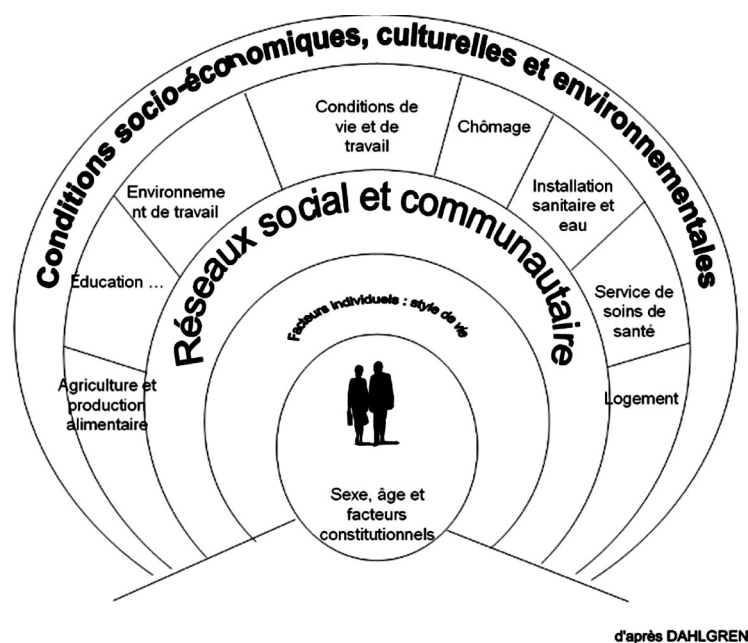 Conditions socio-économiques, culturelles et environnementales
Conditions de
vie et de
travail
Chômage
Environneme
nt de travail
Installation
sanitaire et
eau
Éducation ...
Service de
soins de
santé
Agriculture et
production
alimentaire
Logement
Réseaux social et communautaire
Facteurs individuels : style de vie
Sexe, âge et
facteurs
constitutionnels
d'après DAHLGREN